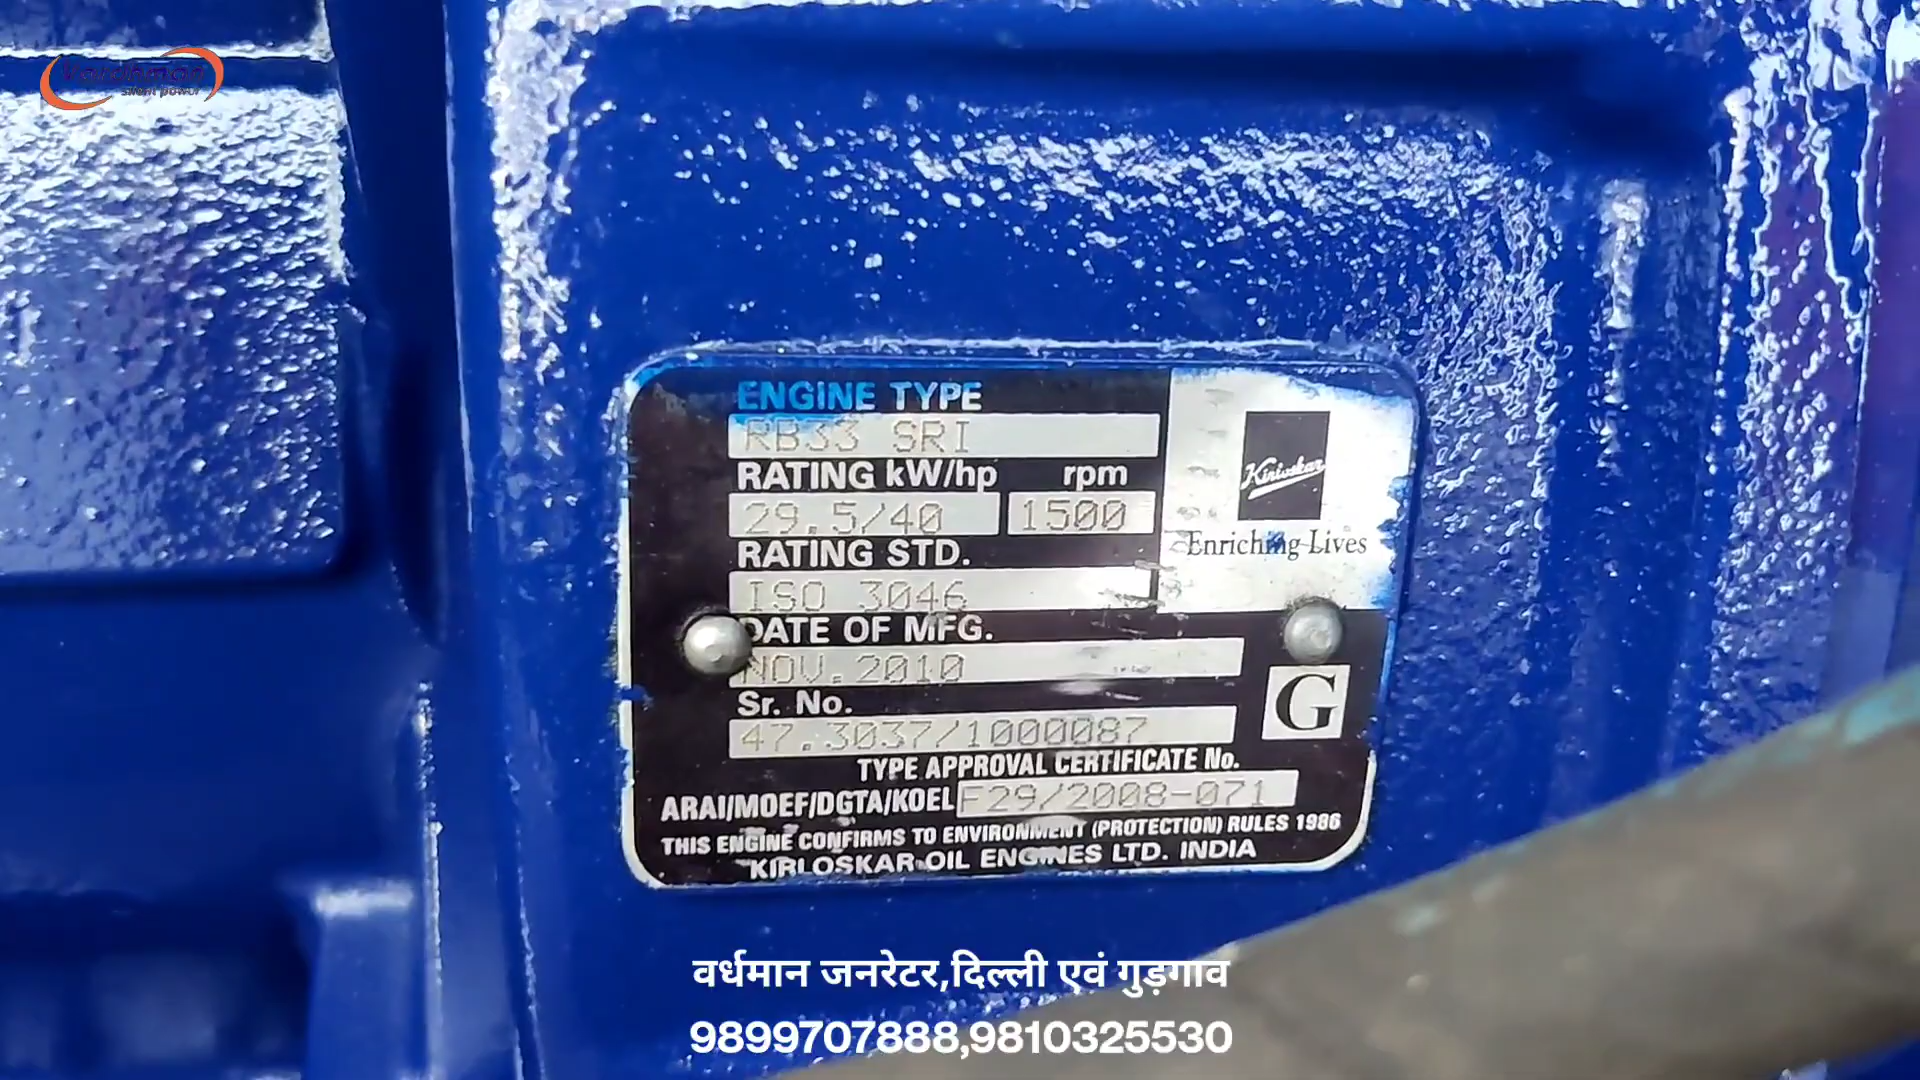 Vardhman
silent power
ENGINE TYPE
RB33 SRI
RATING kW/hp rpm
29.5/40 1500
RATING STD.
ISO 3046
DATE OF MFG.
NOV.2010
Sr. No.
47.3037/1000087
Kirloskar
Enriching Lives
G
TYPE APPROVAL CERTIFICATE No.
ARAI/MOEF/DGTA/KOEL F29/2008-071
THIS ENGINE CONFIRMS TO ENVIRONMENT (PROTECTION) RULES 1986
KIRLOSKAR OIL ENGINES LTD. INDIA
वर्धमान जनरेटर,दिल्ली एवं गुड़गाव
9899707888,9810325530